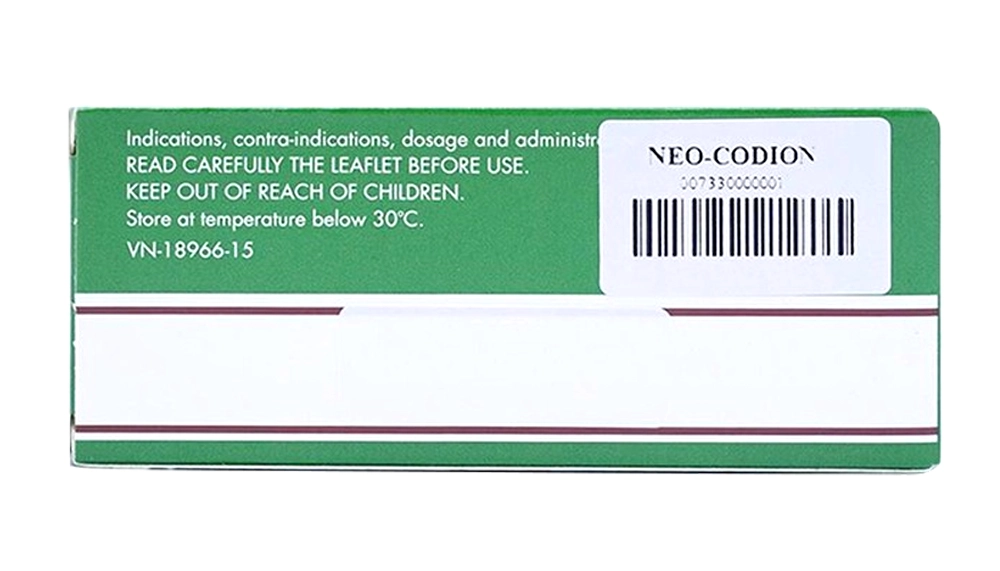 Indications, contra-indications, dosage and administr
READ CAREFULLY THE LEAFLET BEFORE USE.
KEEP OUT OF REACH OF CHILDREN.
Store at temperature below 30°C.
VN-18966-15
NEO-CODION
007330000001